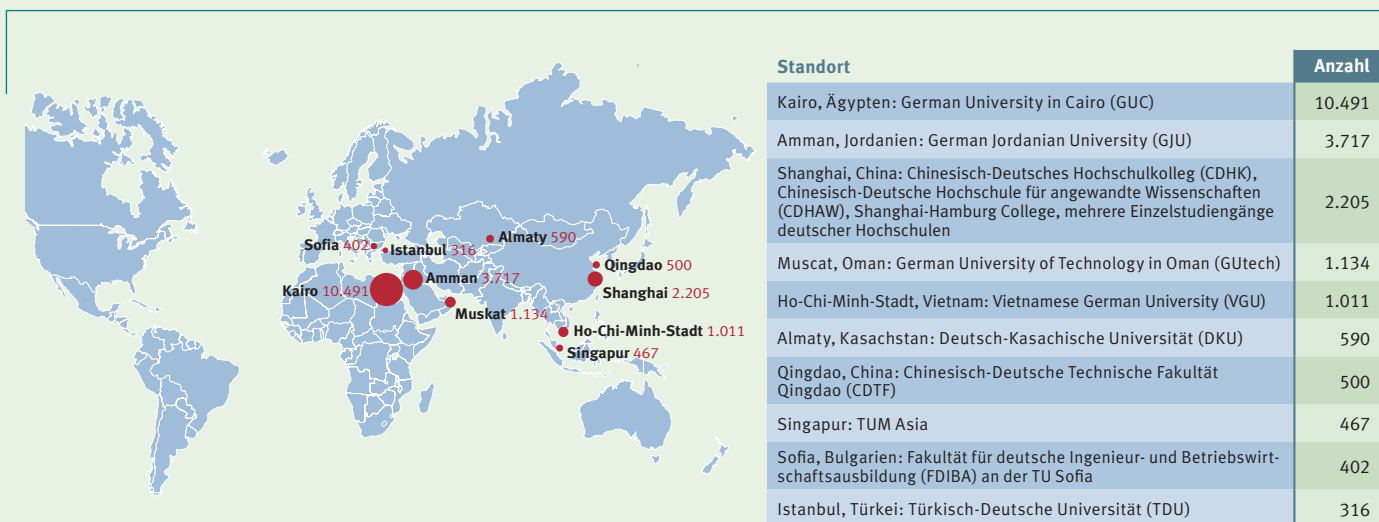 Sofia 402
Istanbul 316
Almaty 590
Qingdao 500
Kairo 10.491
Amman 3.717
Shanghai 2.205
Muskat 1.134
Ho-Chi-Minh-Stadt 1.011
Singapur 467
Standort Anzahl
Kairo, Ägypten: German University in Cairo (GUC) 10.491
Amman, Jordanien: German Jordanian University (GJU) 3.717
Shanghai, China: Chinesisch-Deutsches Hochschulkolleg (CDHK),
Chinesisch-Deutsche Hochschule für angewandte Wissenschaften
(CDHAW), Shanghai-Hamburg College, mehrere Einzelstudiengänge
deutscher Hochschulen
2.205
Muscat, Oman: German University of Technology in Oman (GUtech) 1.134
Ho-Chi-Minh-Stadt, Vietnam: Vietnamese German University (VGU) 1.011
Almaty, Kasachstan: Deutsch-Kasachische Universität (DKU) 590
Qingdao, China: Chinesisch-Deutsche Technische Fakultät
Qingdao (CDTF)
500
Singapur: TUM Asia 467
Sofia, Bulgarien: Fakultät für deutsche Ingenieur- und Betriebswirt-
schaftsausbildung (FDIBA) an der TU Sofia
402
Istanbul, Türkei: Türkisch-Deutsche Universität (TDU) 316